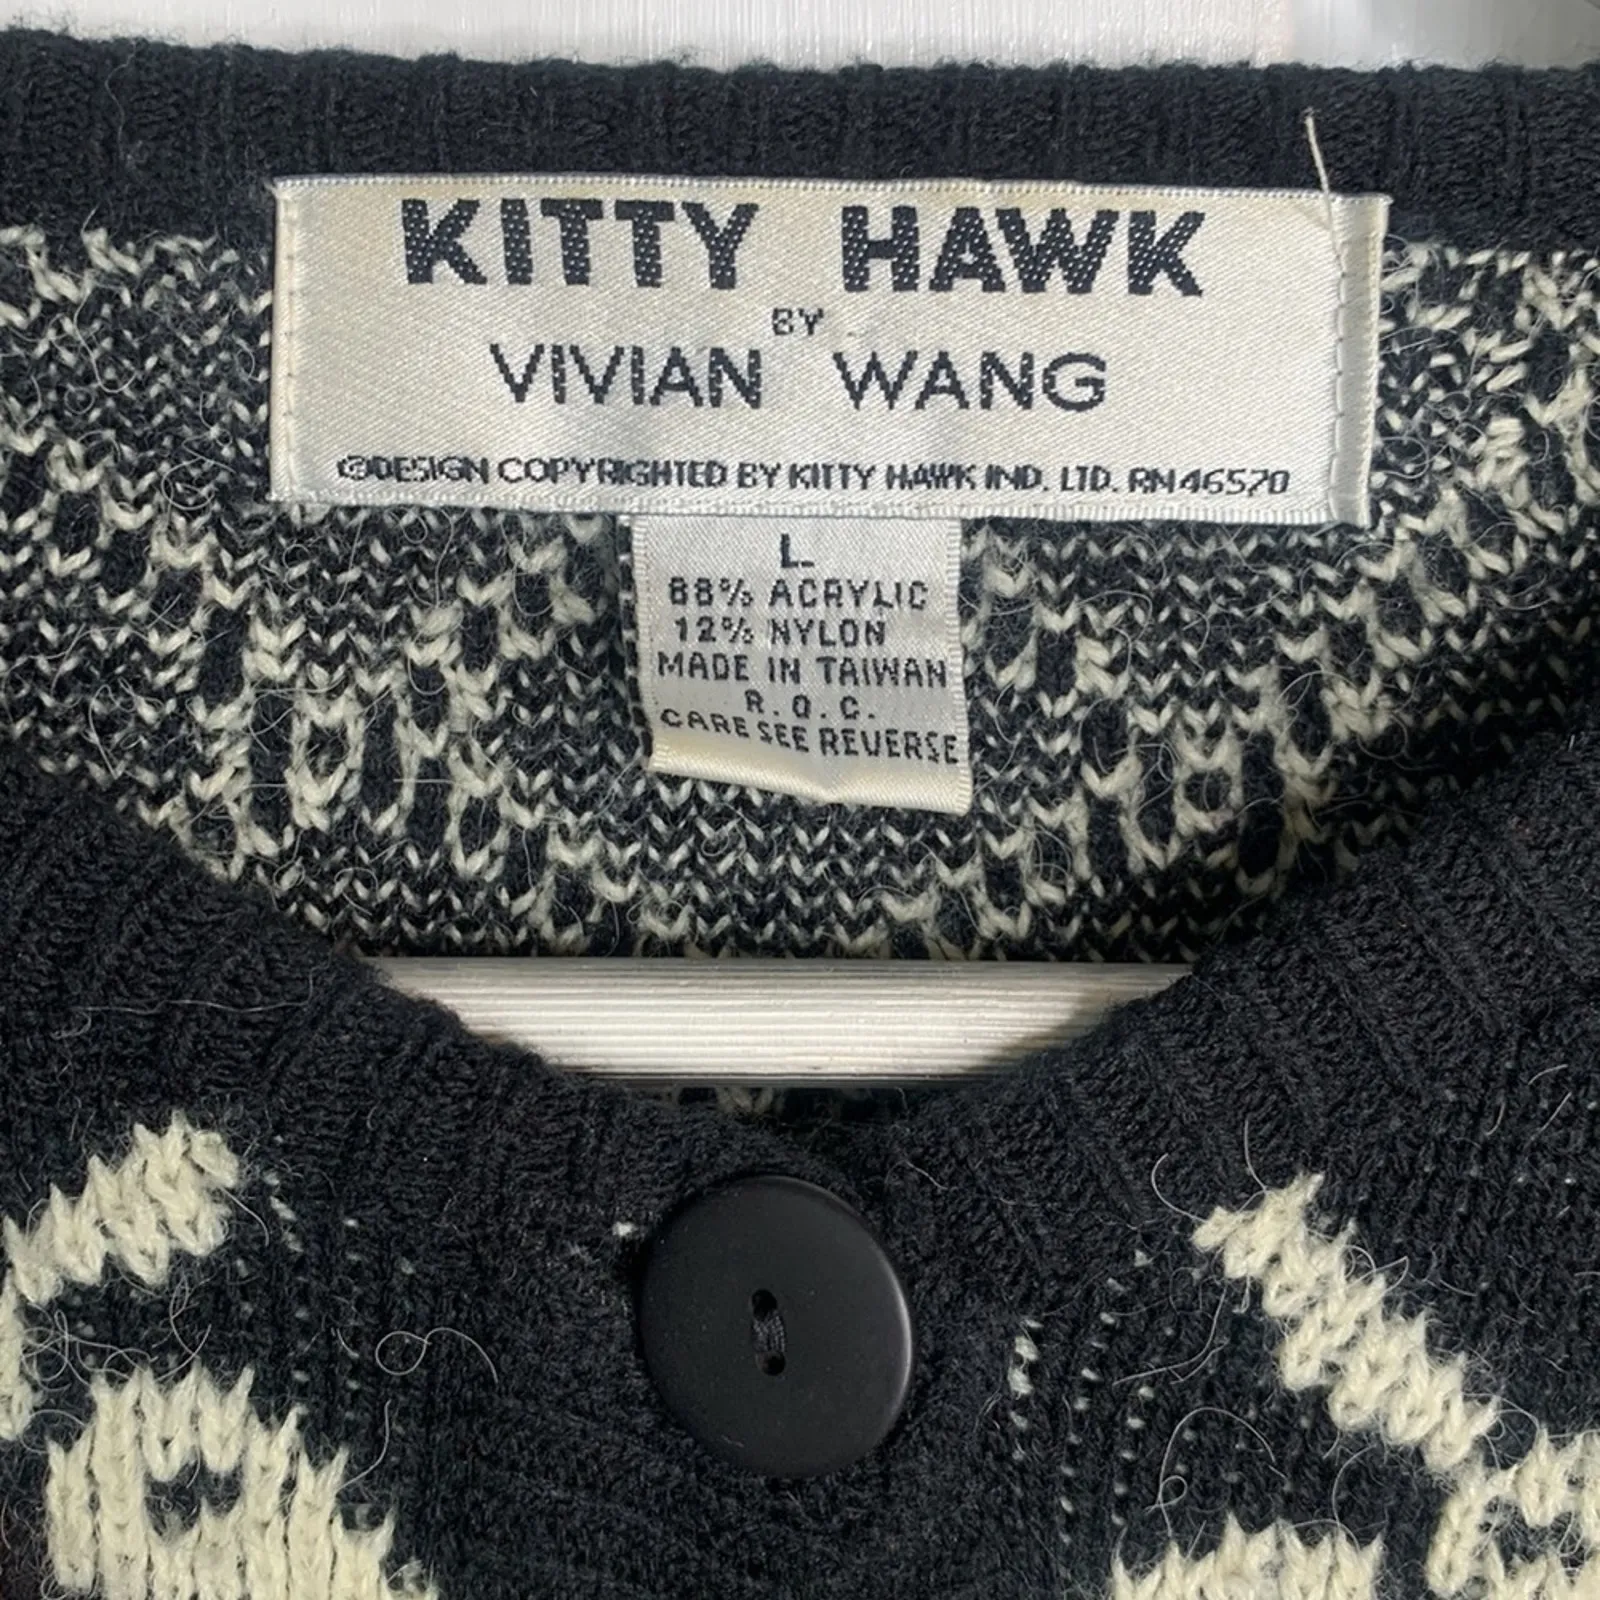 KITTY HAWK
BY
VIVIAN WANG
©DESIGN COPYRIGHTED BY KITTY HAWK IND. LTD. RN46570
L
88% ACRYLIC
12% NYLON
MADE IN TAIWAN
R.O.C.
CARE SEE REVERSE